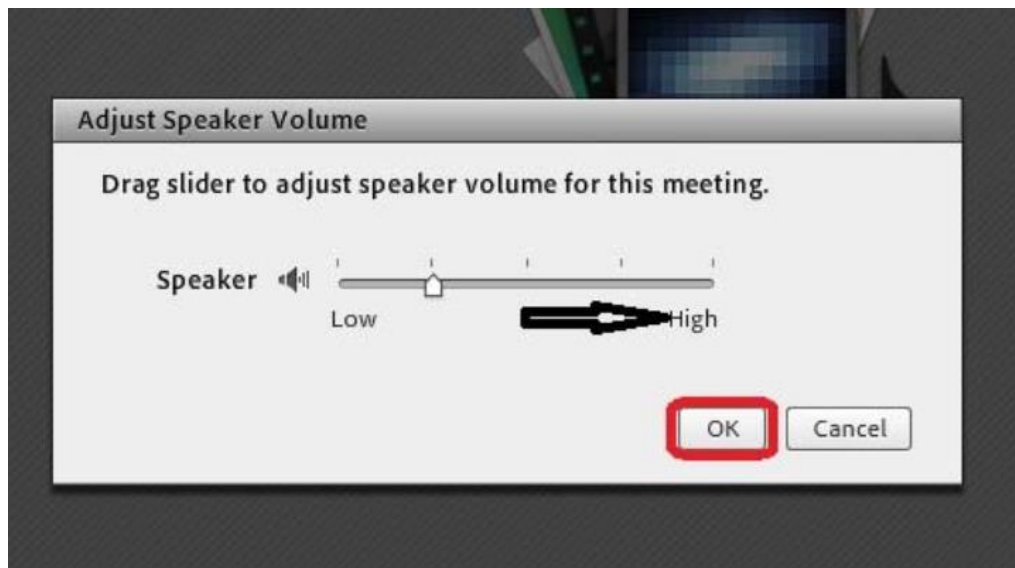 Adjust Speaker Volume
Drag slider to adjust speaker volume for this meeting.
Speaker
Low High
OK Cancel